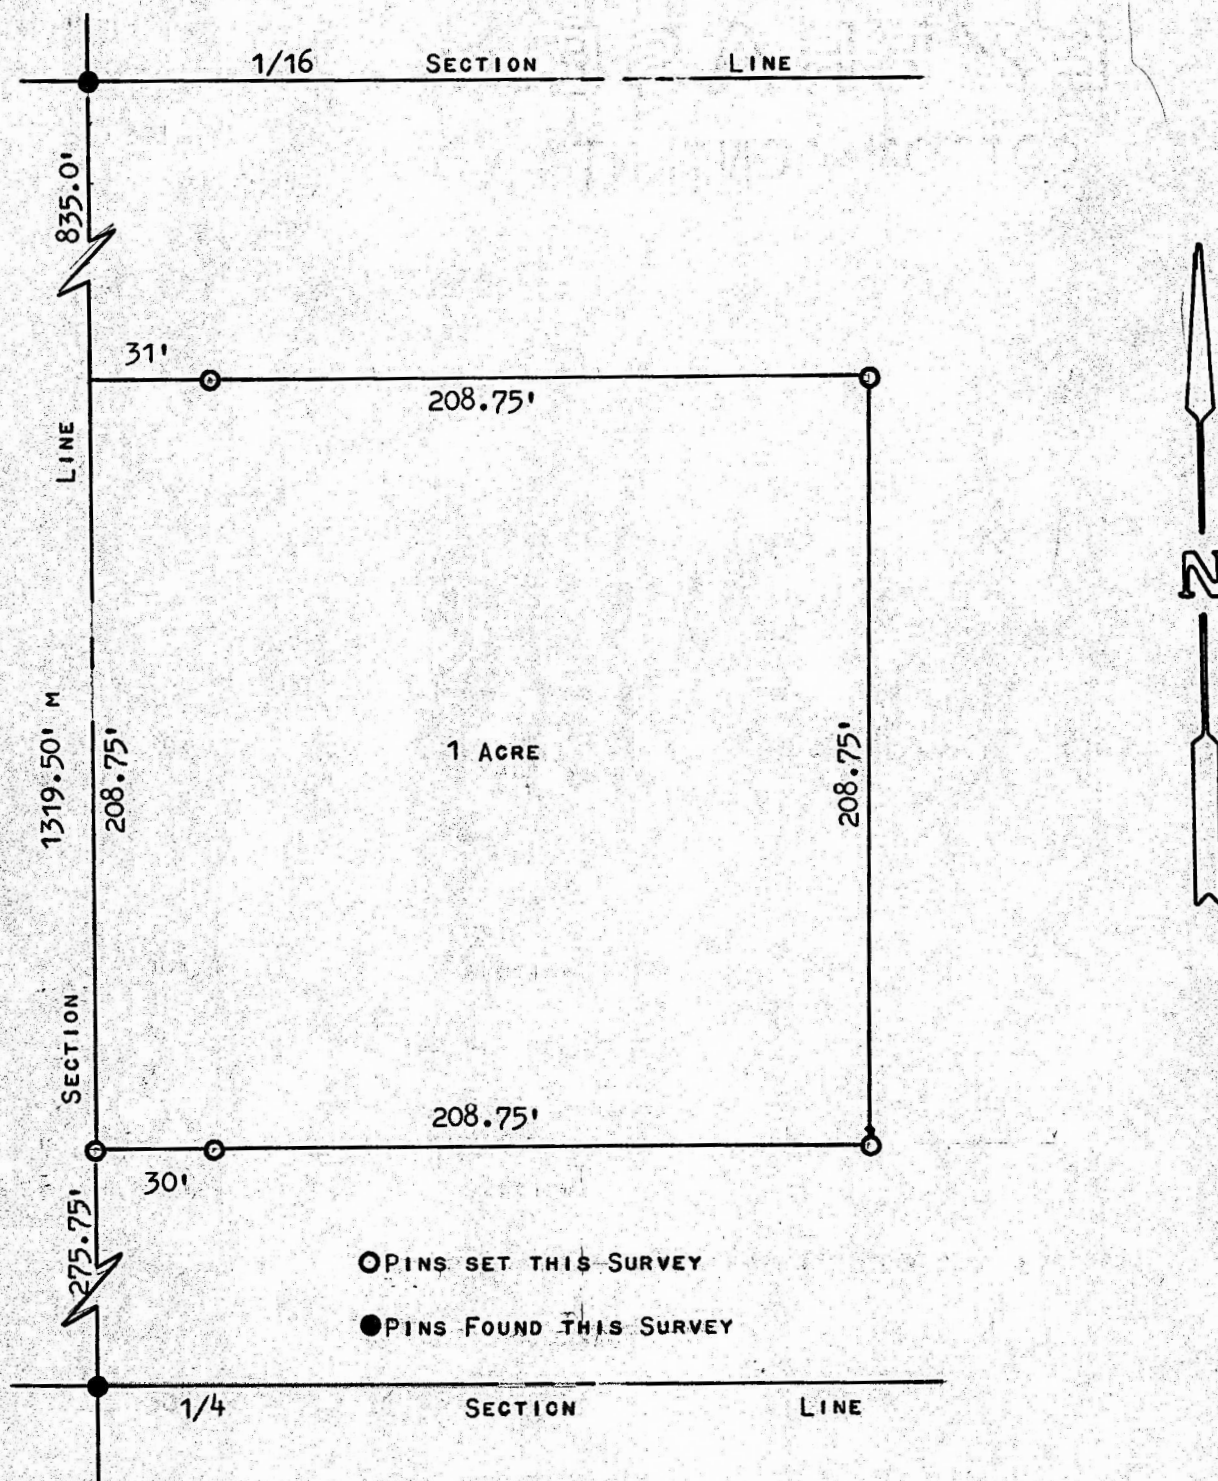 1/16 SECTION LINE
835.0'
31'
208.75'
LINE
N
1319.50' M
208.75'
1 ACRE
208.75'
SECTION
208.75'
30'
275.75'
PINS SET THIS SURVEY
PINS FOUND THIS SURVEY
1/4 SECTION LINE